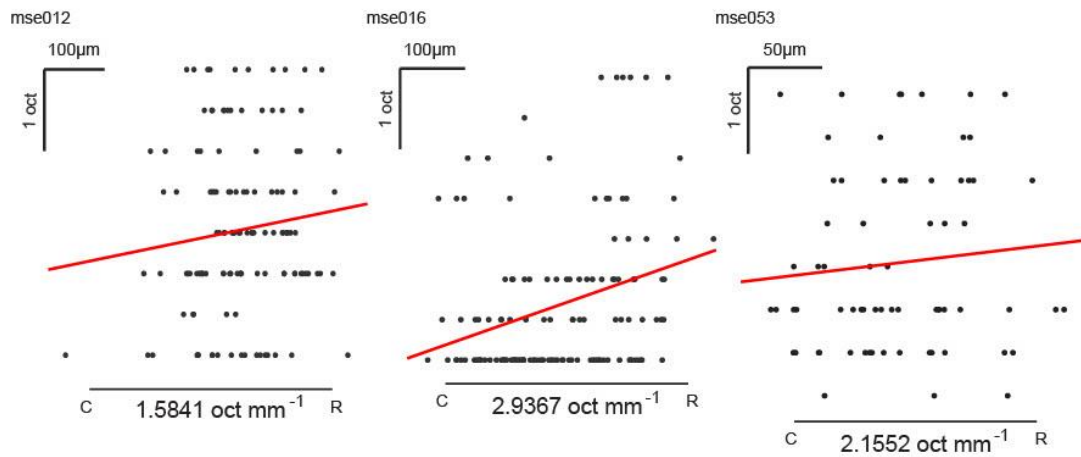 mse012
100µm
1 oct
C
1.5841 oct mm⁻¹
R
mse016
100µm
1 oct
C
2.9367 oct mm⁻¹
R
mse053
50µm
1 oct
C
2.1552 oct mm⁻¹
R